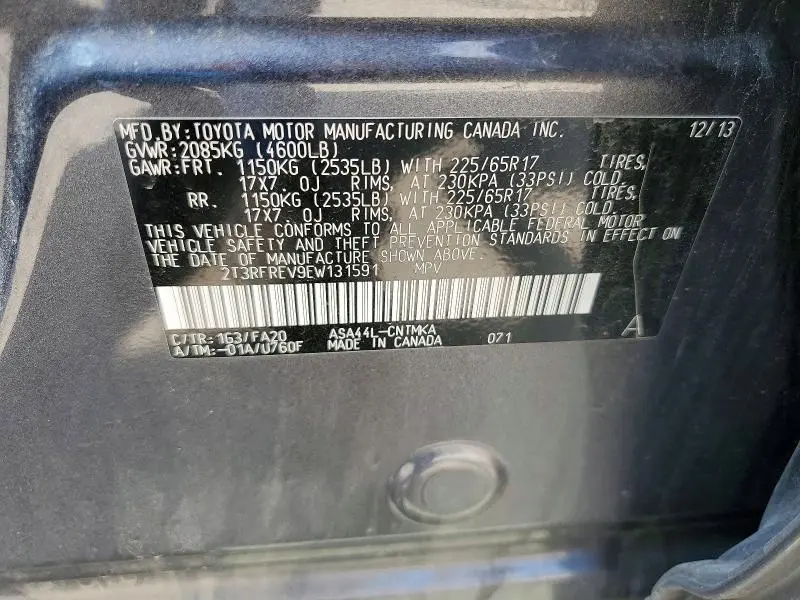 MFD. BY: TOYOTA MOTOR MANUFACTURING CANADA INC. 12/13
GVWR: 2085KG (4600LB)
GAWR: FRT. 1150KG (2535LB) WITH 225/65R17 TIRES,
17X7.0J RIMS, AT 230KPA (33PSI) COLD.
RR. 1150KG (2535LB) WITH 225/65R17 TIRES,
17X7.0J RIMS, AT 230KPA (33PSI) COLD.
THIS VEHICLE CONFORMS TO ALL APPLICABLE FEDERAL MOTOR
VEHICLE SAFETY AND THEFT PREVENTION STANDARDS IN EFFECT ON
THE DATE OF MANUFACTURE SHOWN ABOVE.
2T3RFREV9EW131591 MPV
C/TR: 1G3/FA20 ASA44L-CNTMKA 071 A
A/TM: -01A/U760F MADE IN CANADA